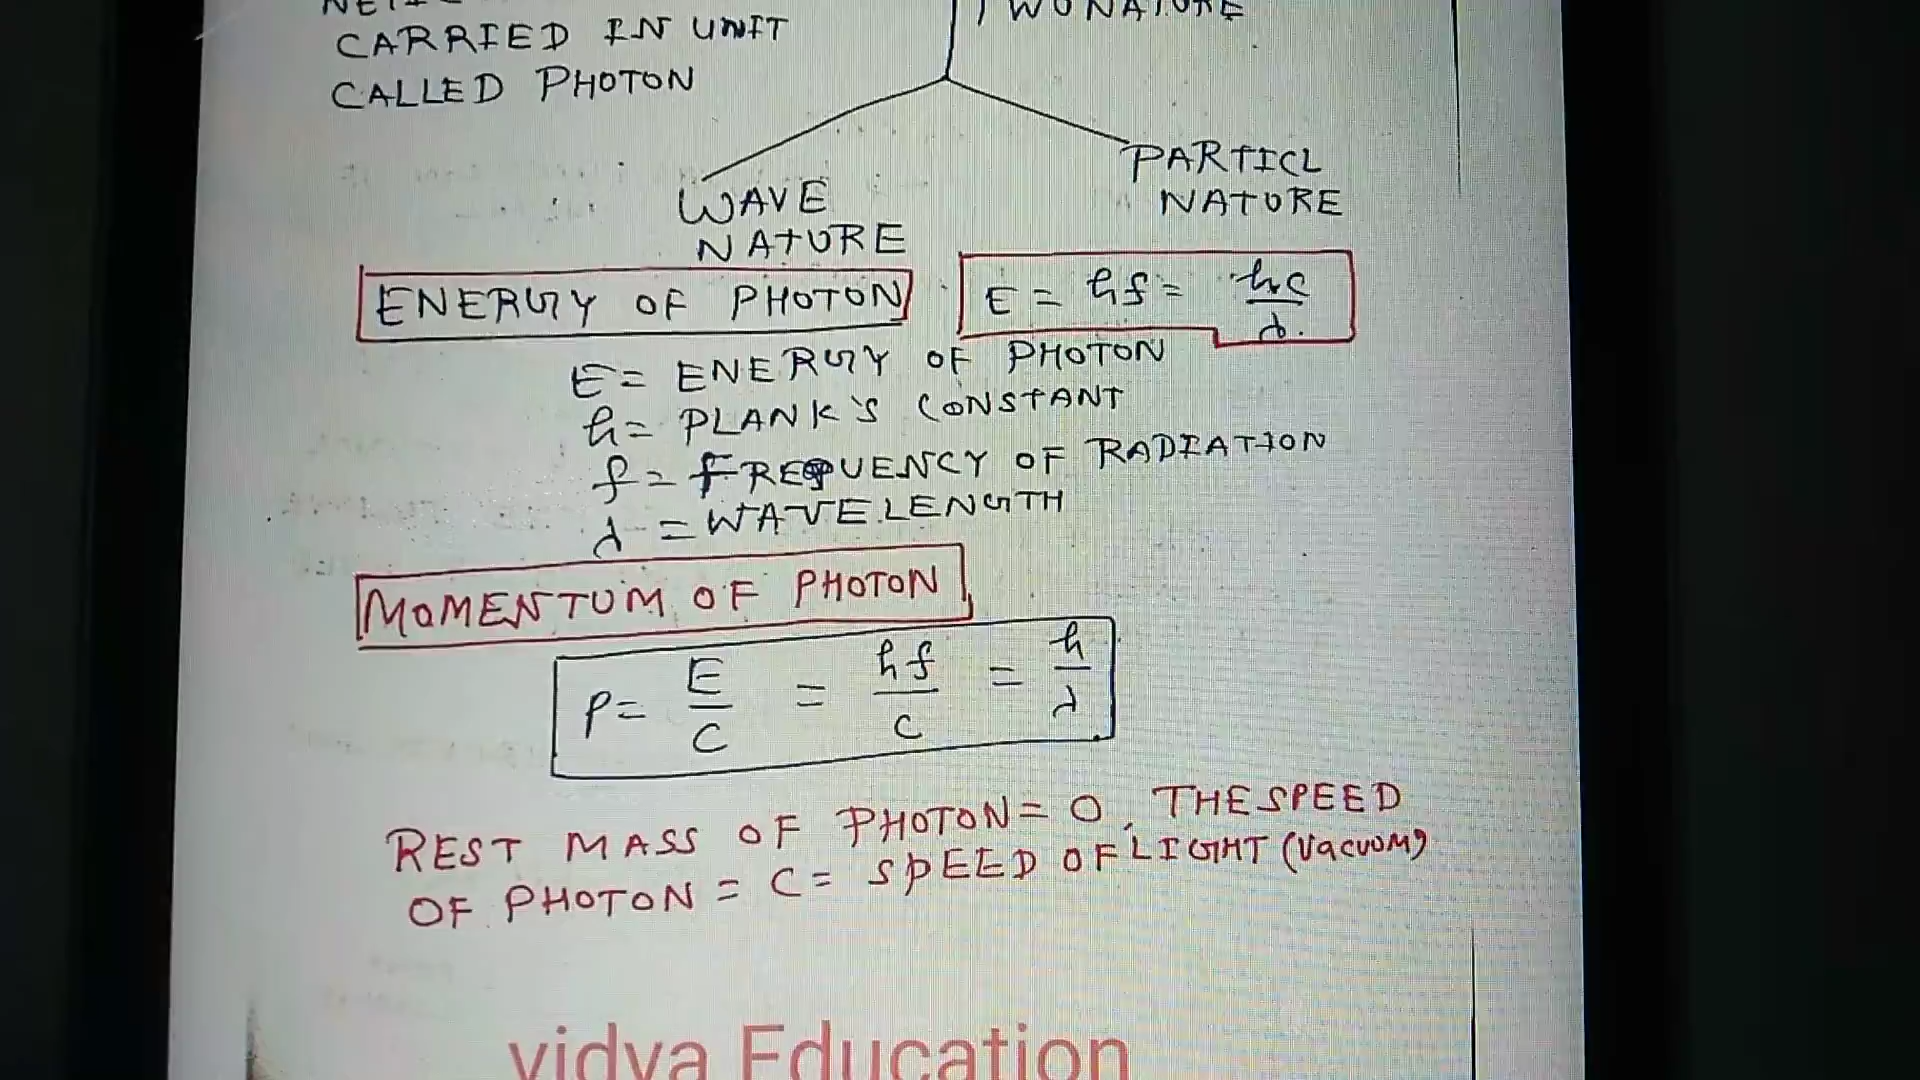 CARRIED IN UNIT
CALLED PHOTON
TWO NATURE
WAVE
NATURE
PARTICL
NATURE
ENERGY OF PHOTON
E = hf = hc/λ
E = ENERGY OF PHOTON
h = PLANK'S CONSTANT
f = FREQUENCY OF RADIATION
λ = WAVELENGTH
MOMENTUM OF PHOTON
P = E/C = hf/C = h/λ
REST MASS OF PHOTON = 0, THE SPEED
OF PHOTON = C = SPEED OF LIGHT (VACUUM)
vidya Education